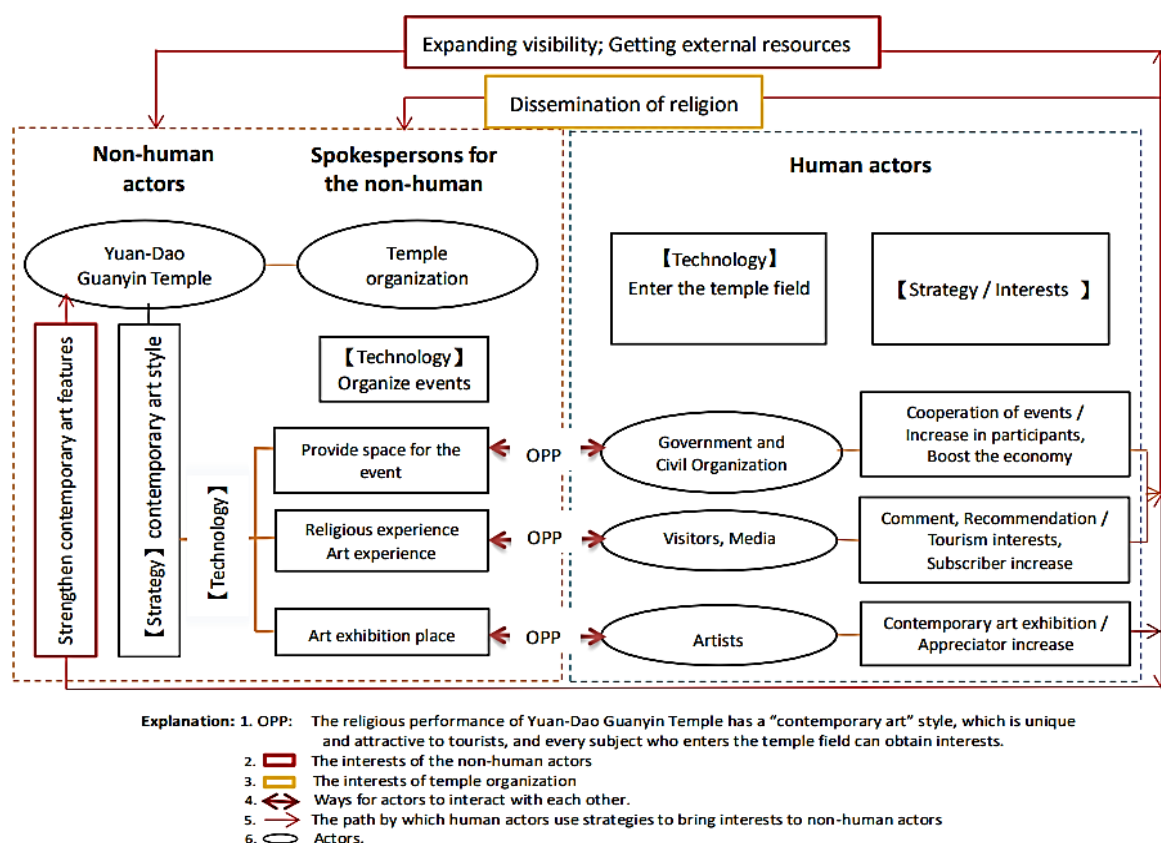 Expanding visibility; Getting external resources
Dissemination of religion
Non-human
actors
Spokespersons for
the non-human
Human actors
Yuan-Dao
Guanyin Temple
Temple
organization
【Technology】
Enter the temple field
【Strategy / Interests 】
Strengthen contemporary art features
【Strategy】contemporary art style
【Technology】
【Technology】
Organize events
Provide space for the
event
OPP
Government and
Civil Organization
Cooperation of events /
Increase in participants,
Boost the economy
Religious experience
Art experience
OPP
Visitors, Media
Comment, Recommendation /
Tourism interests,
Subscriber increase
Art exhibition place
OPP
Artists
Contemporary art exhibition /
Appreciator increase
Explanation: 1. OPP: The religious performance of Yuan-Dao Guanyin Temple has a “contemporary art” style, which is unique
and attractive to tourists, and every subject who enters the temple field can obtain interests.
2. The interests of the non-human actors
3. The interests of temple organization
4. Ways for actors to interact with each other.
5. The path by which human actors use strategies to bring interests to non-human actors
6. Actors.